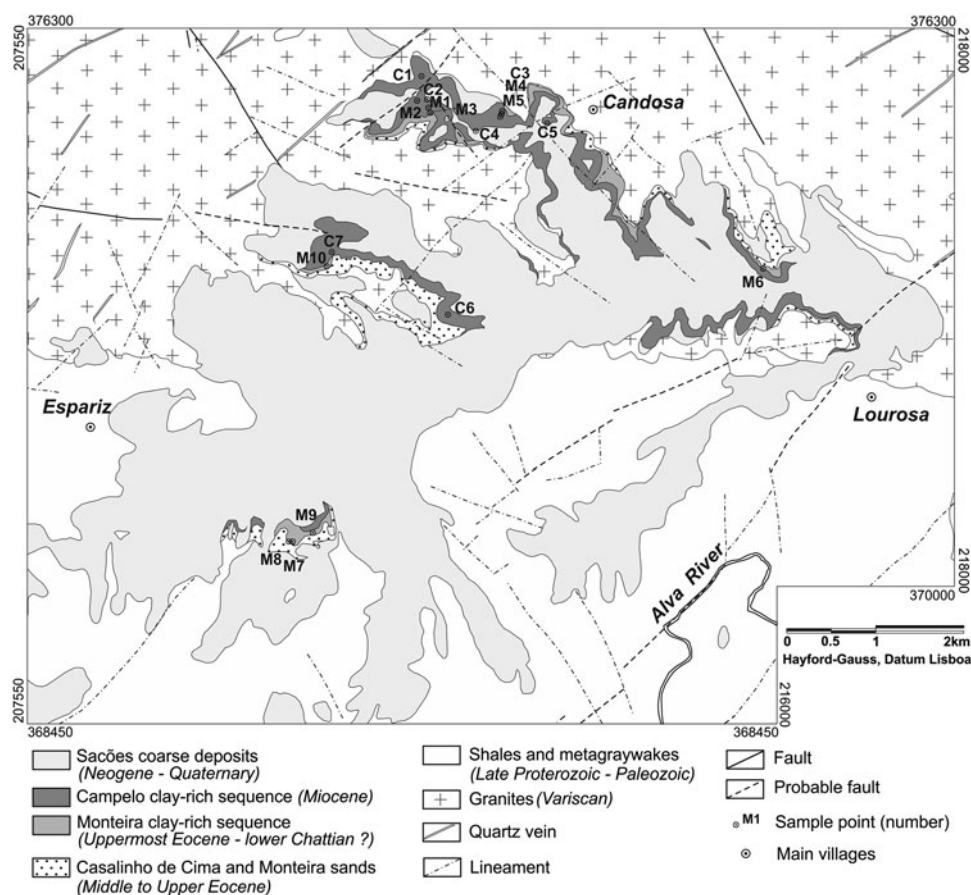 376300
376300
207550
2180000
C1
C2
M1
M2
M3
C3
M4
M5
C4
C5
Candosa
C7
M10
C6
M6
Espariz
Lourosa
M9
M8
M7
Alva River
2180000
370000
0 0.5 1 2km
Hayford-Gauss, Datum Lisboa
207550
216000
368450
368450
Sacões coarse deposits
(Neogene - Quaternary)
Campelo clay-rich sequence (Miocene)
Monteira clay-rich sequence
(Uppermost Eocene - lower Chattian ?)
Casalinho de Cima and Monteira sands
(Middle to Upper Eocene)
Shales and metagraywakes
(Late Proterozoic - Paleozoic)
Granites (Variscan)
Quartz vein
Lineament
Fault
Probable fault
M1 Sample point (number)
Main villages